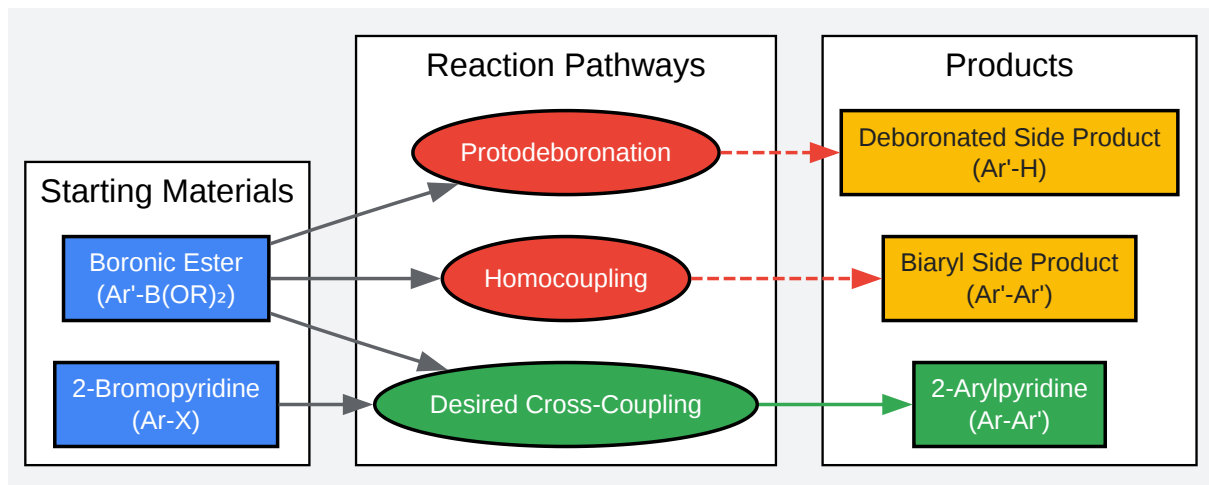 Starting Materials
Boronic Ester
(Ar'-B(OR)₂)
2-Bromopyridine
(Ar-X)
Reaction Pathways
Protodeboronation
Homocoupling
Desired Cross-Coupling
Products
Deboronated Side Product
(Ar'-H)
Biaryl Side Product
(Ar'-Ar')
2-Arylpyridine
(Ar-Ar')